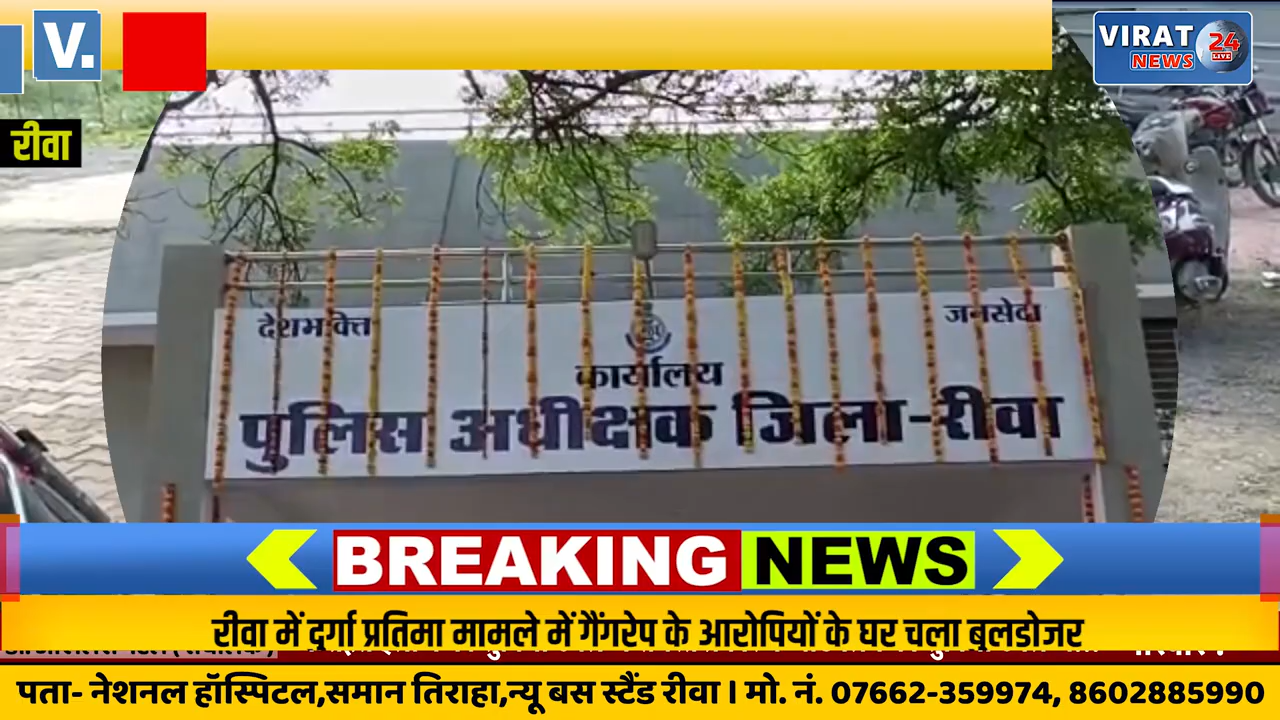 V.
VIRAT
NEWS
24
LIVE
रीवा
देशभक्ति
जनसेवा
कार्यालय
पुलिस अधीक्षक जिला-रीवा
BREAKING NEWS
रीवा में दुर्गा प्रतिमा मामले में गैंगरेप के आरोपियों के घर चला बुलडोजर
पता- नेशनल हॉस्पिटल,समान तिराहा,न्यू बस स्टैंड रीवा । मो. नं. 07662-359974, 8602885990